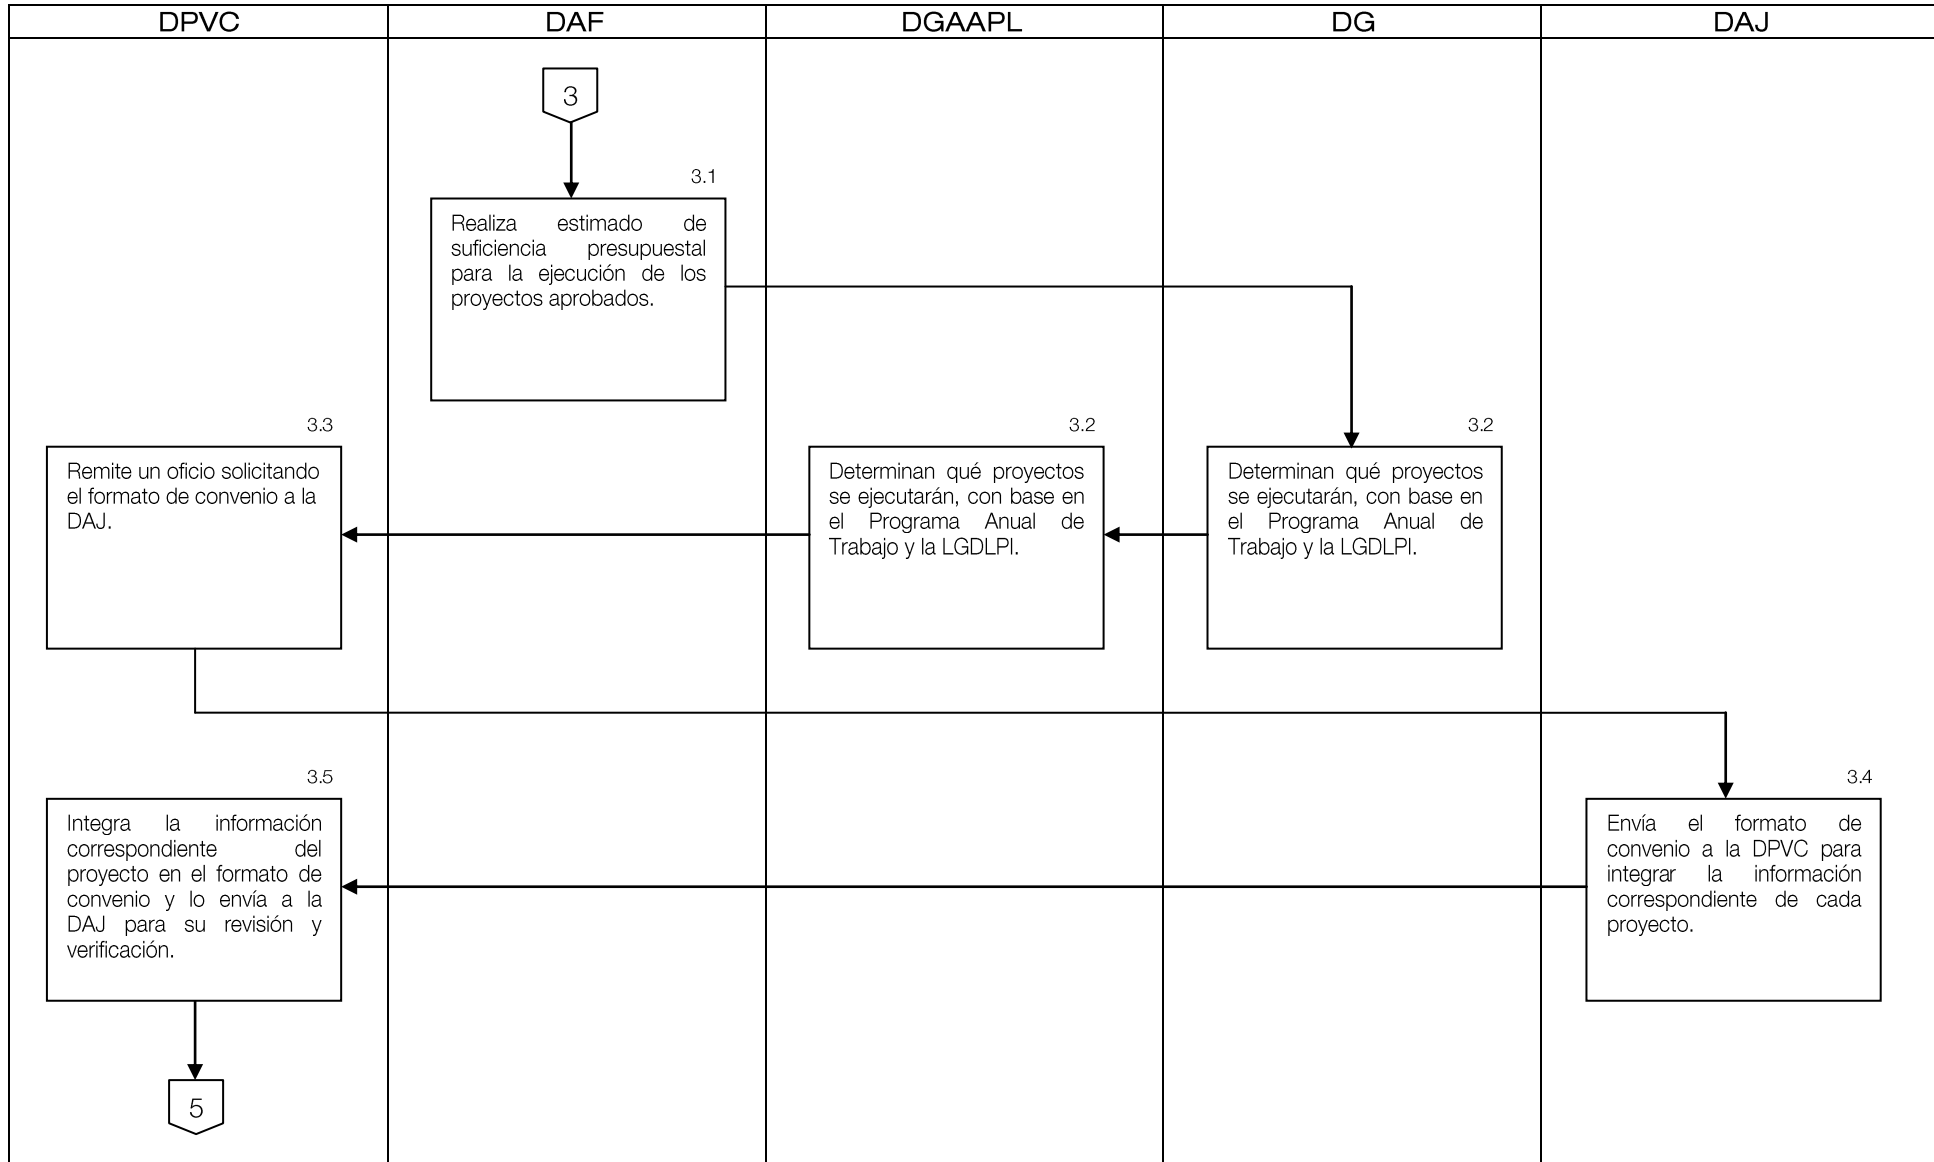 DPVC DAF DGAAPL DG DAJ
3
3.1
Realiza estimado de
suficiencia presupuestal
para la ejecución de los
proyectos aprobados.
3.3
Remite un oficio solicitando
el formato de convenio a la
DAJ.
3.2
Determinan qué proyectos
se ejecutarán, con base en
el Programa Anual de
Trabajo y la LGDLPI.
3.2
Determinan qué proyectos
se ejecutarán, con base en
el Programa Anual de
Trabajo y la LGDLPI.
3.5
Integra la información
correspondiente del
proyecto en el formato de
convenio y lo envía a la
DAJ para su revisión y
verificación.
3.4
Envía el formato de
convenio a la DPVC para
integrar la información
correspondiente de cada
proyecto.
5